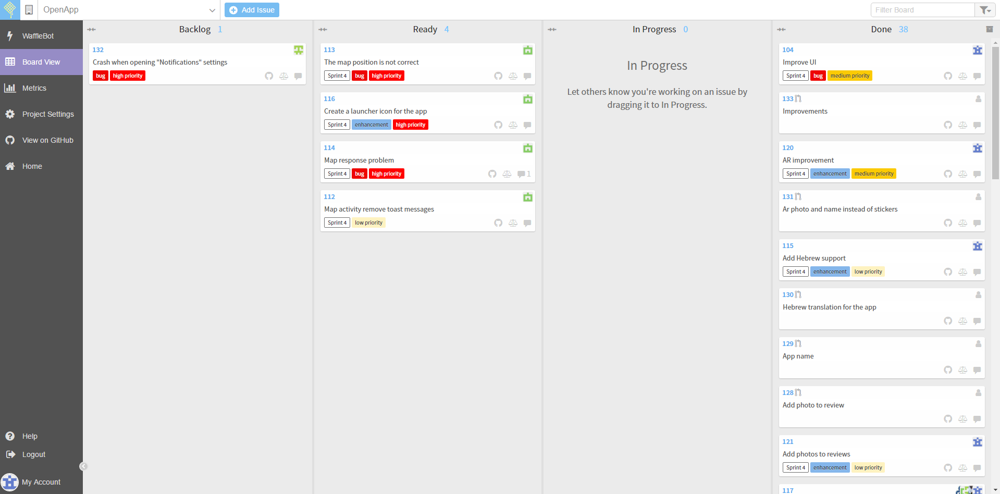 OpenApp
Add Issue
Filter Board
WaffleBot
Board View
Metrics
Project Settings
View on GitHub
Home
Help
Logout
My Account
Backlog 1
132
Crash when opening "Notifications" settings
bug high priority
Ready 4
113
The map position is not correct
Sprint 4 bug high priority
116
Create a launcher icon for the app
Sprint 4 enhancement high priority
114
Map response problem
Sprint 4 bug high priority
1
112
Map activity remove toast messages
Sprint 4 low priority
In Progress 0
In Progress
Let others know you're working on an issue by
dragging it to In Progress.
Done 38
104
Improve UI
Sprint 4 bug medium priority
133
Improvements
120
AR improvement
Sprint 4 enhancement medium priority
131
Ar photo and name instead of stickers
115
Add Hebrew support
Sprint 4 enhancement low priority
130
Hebrew translation for the app
129
App name
128
Add photo to review
121
Add photos to reviews
Sprint 4 enhancement low priority
117